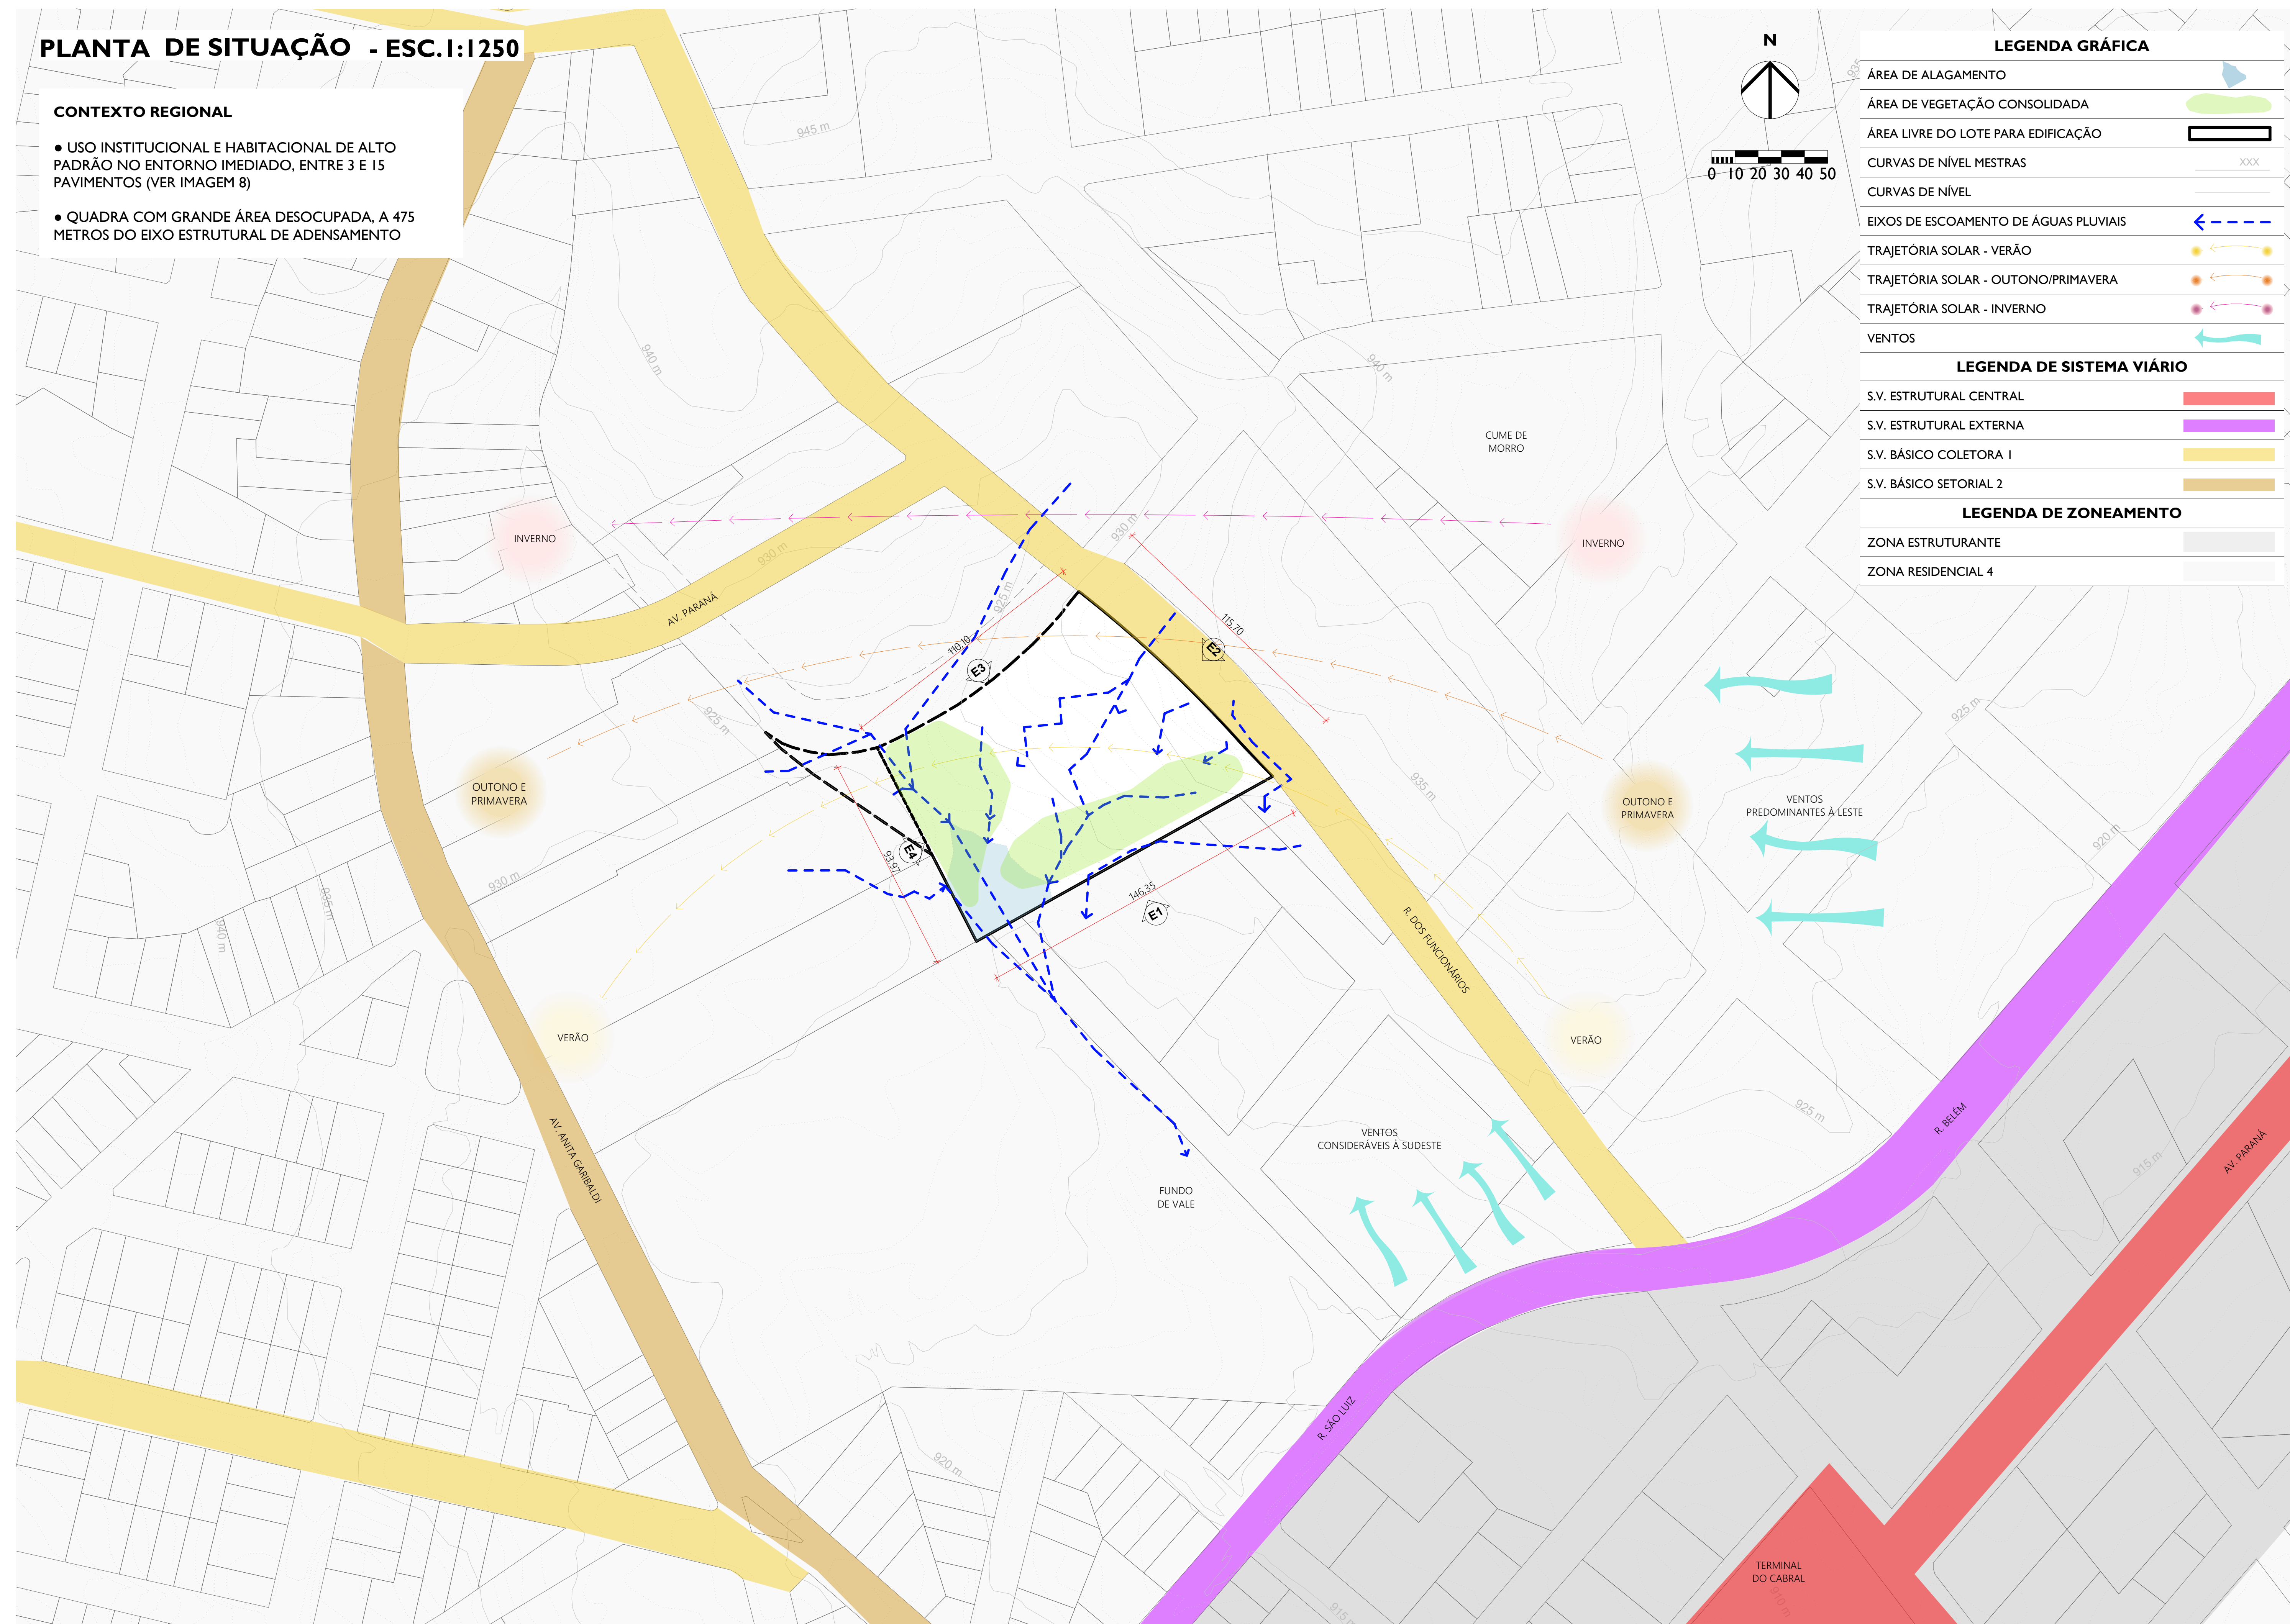 PLANTA DE SITUAÇÃO - ESC.1:1250
CONTEXTO REGIONAL
● USO INSTITUCIONAL E HABITACIONAL DE ALTO
PADRÃO NO ENTORNO IMEDIADO, ENTRE 3 E 15
PAVIMENTOS (VER IMAGEM 8)
● QUADRA COM GRANDE ÁREA DESOCUPADA, A 475
METROS DO EIXO ESTRUTURAL DE ADENSAMENTO
N
0 10 20 30 40 50
LEGENDA GRÁFICA
ÁREA DE ALAGAMENTO
ÁREA DE VEGETAÇÃO CONSOLIDADA
ÁREA LIVRE DO LOTE PARA EDIFICAÇÃO
CURVAS DE NÍVEL MESTRAS XXX
CURVAS DE NÍVEL
EIXOS DE ESCOAMENTO DE ÁGUAS PLUVIAIS
TRAJETÓRIA SOLAR - VERÃO
TRAJETÓRIA SOLAR - OUTONO/PRIMAVERA
TRAJETÓRIA SOLAR - INVERNO
VENTOS
LEGENDA DE SISTEMA VIÁRIO
S.V. ESTRUTURAL CENTRAL
S.V. ESTRUTURAL EXTERNA
S.V. BÁSICO COLETORA 1
S.V. BÁSICO SETORIAL 2
LEGENDA DE ZONEAMENTO
ZONA ESTRUTURANTE
ZONA RESIDENCIAL 4
945 m
940 m
940 m
CUME DE
MORRO
930 m
930 m
925 m
INVERNO
INVERNO
AV. PARANÁ
110,10
115,70
E3
E2
925 m
925 m
OUTONO E
PRIMAVERA
OUTONO E
PRIMAVERA
935 m
VENTOS
PREDOMINANTES À LESTE
920 m
E4
93,97
930 m
935 m
940 m
146,35
E1
R. DOS FUNCIONÁRIOS
VERÃO
VERÃO
925 m
R. BELÉM
VENTOS
CONSIDERÁVEIS À SUDESTE
AV. ANITA GARIBALDI
FUNDO
DE VALE
915 m
AV. PARANÁ
R. SÃO LUIZ
920 m
TERMINAL
DO CABRAL
910 m
915 m